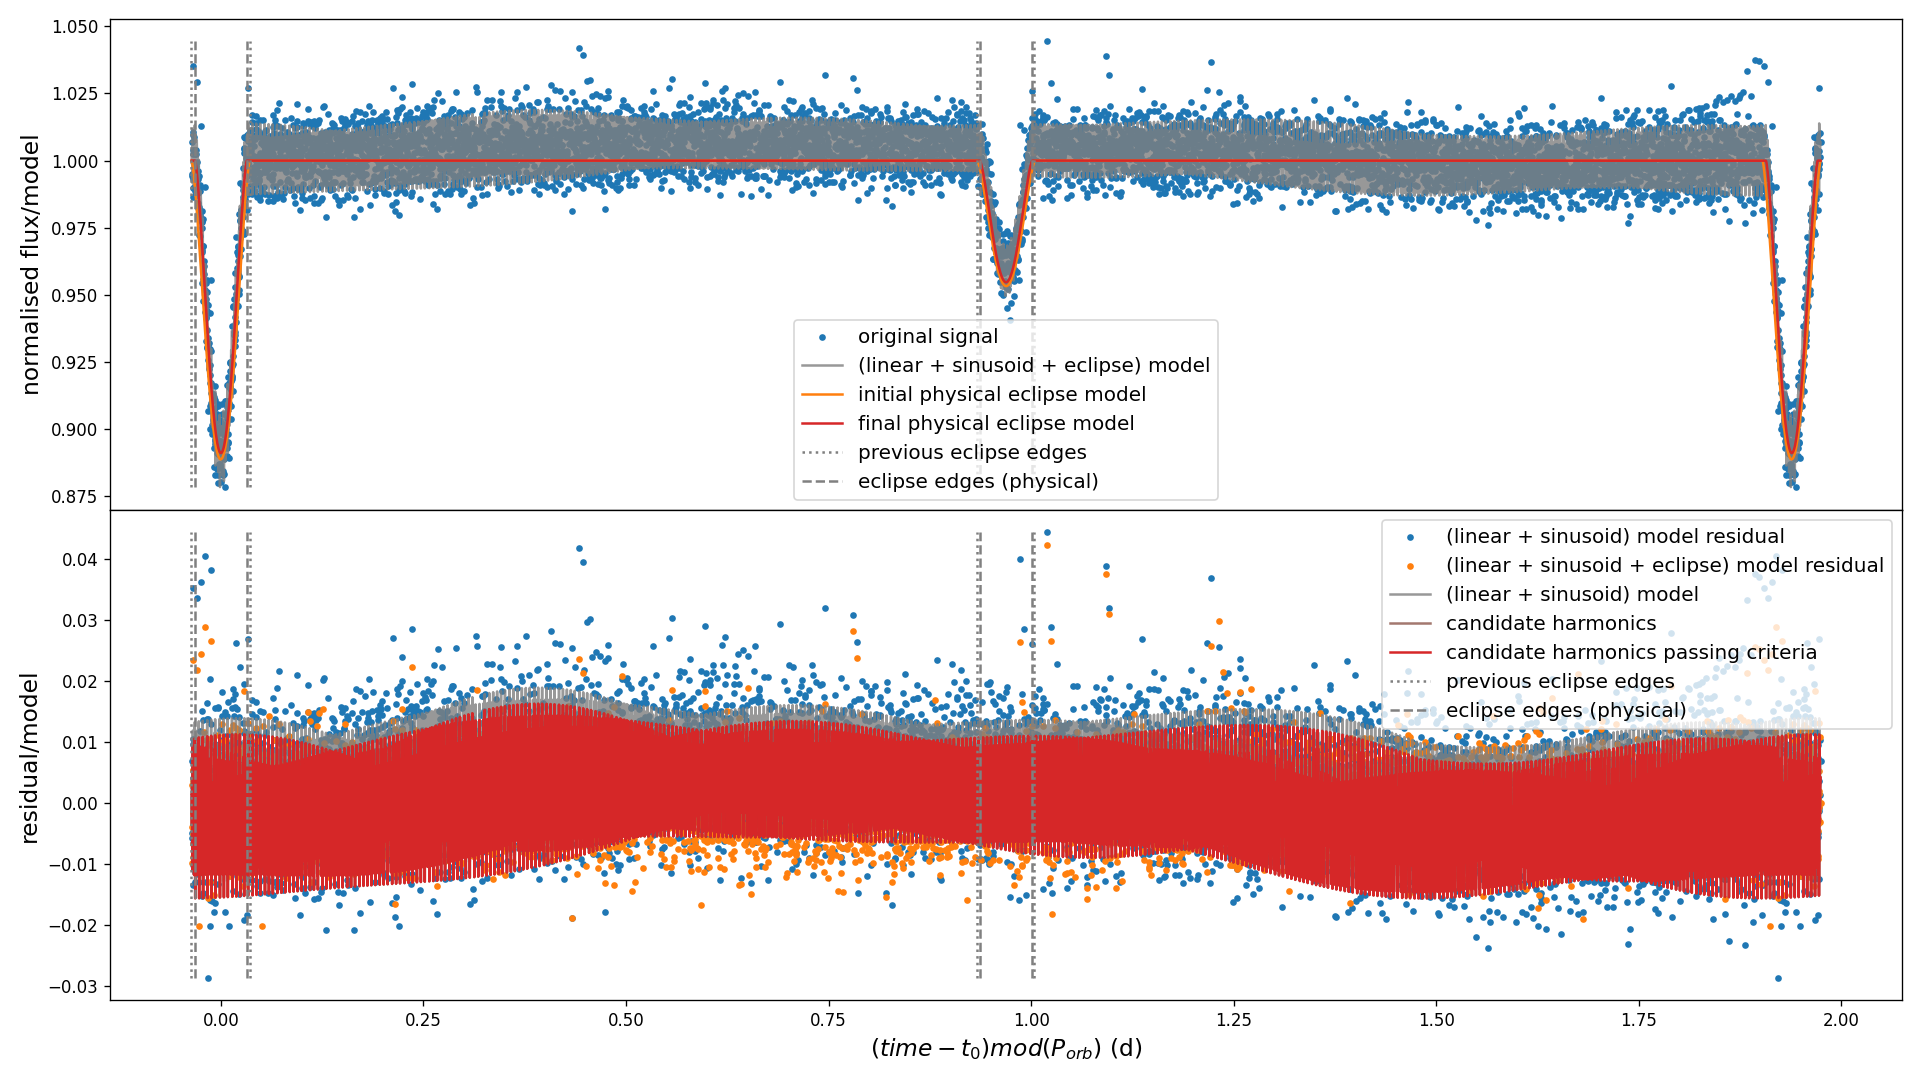 normalised flux/model
1.050
1.025
1.000
0.975
0.950
0.925
0.900
0.875
original signal
(linear + sinusoid + eclipse) model
initial physical eclipse model
final physical eclipse model
previous eclipse edges
eclipse edges (physical)
residual/model
0.04
0.03
0.02
0.01
0.00
−0.01
−0.02
−0.03
(linear + sinusoid) model residual
(linear + sinusoid + eclipse) model residual
(linear + sinusoid) model
candidate harmonics
candidate harmonics passing criteria
previous eclipse edges
eclipse edges (physical)
0.00 0.25 0.50 0.75 1.00 1.25 1.50 1.75 2.00
(time − t₀)mod(P_orb) (d)